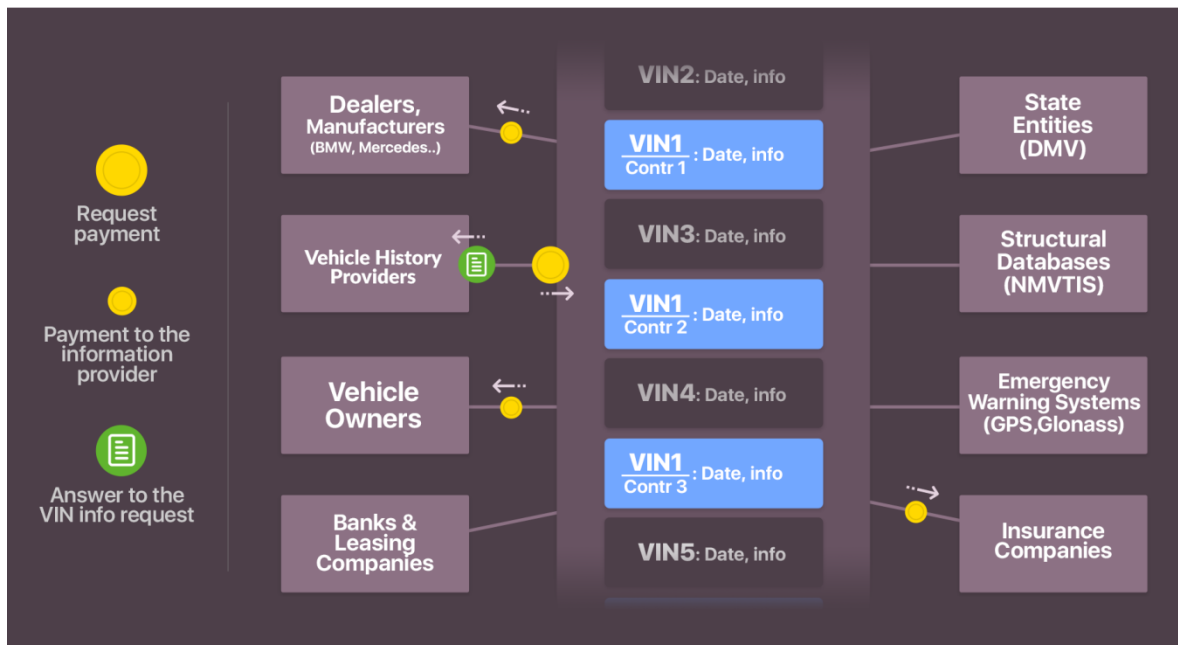 Request
payment
Payment to the
information
provider
Answer to the
VIN info request
Dealers,
Manufacturers
(BMW, Mercedes..)
Vehicle History
Providers
Vehicle
Owners
Banks &
Leasing
Companies
VIN2: Date, info
VIN1
Contr 1 : Date, info
VIN3: Date, info
VIN1
Contr 2 : Date, info
VIN4: Date, info
VIN1
Contr 3 : Date, info
VIN5: Date, info
State
Entities
(DMV)
Structural
Databases
(NMVTIS)
Emergency
Warning Systems
(GPS,Glonass)
Insurance
Companies